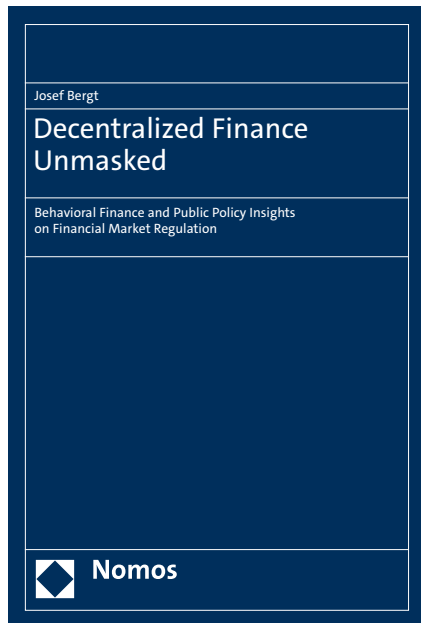 Josef Bergt
Decentralized Finance
Unmasked
Behavioral Finance and Public Policy Insights
on Financial Market Regulation
Nomos